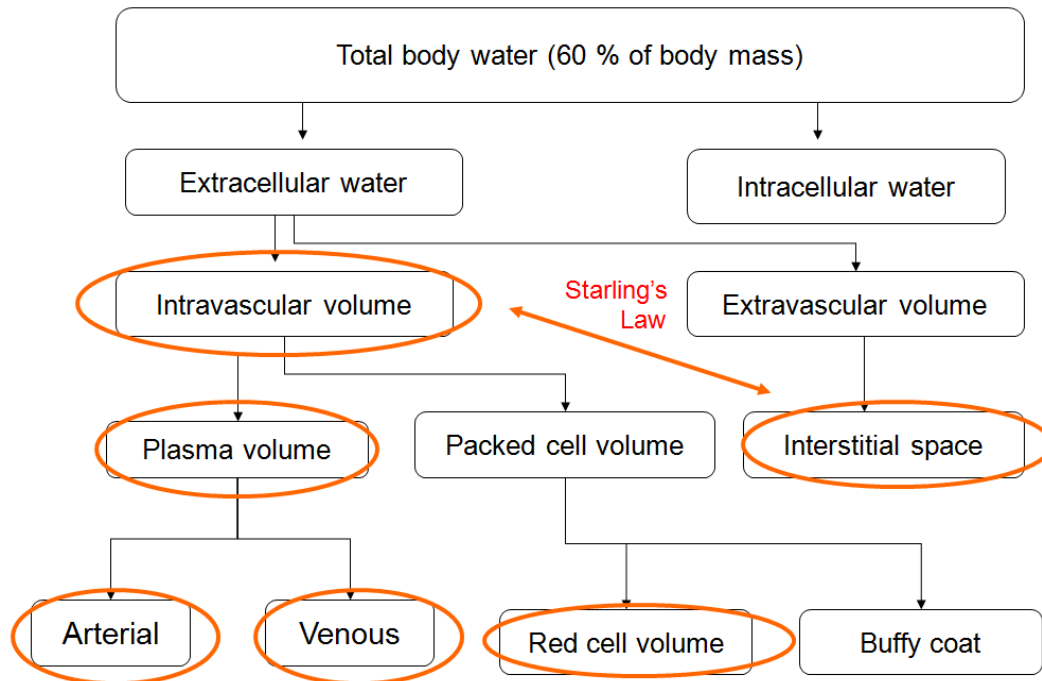 Total body water (60 % of body mass)
Extracellular water
Intracellular water
Intravascular volume
Starling’s
Law
Extravascular volume
Plasma volume
Packed cell volume
Interstitial space
Arterial
Venous
Red cell volume
Buffy coat